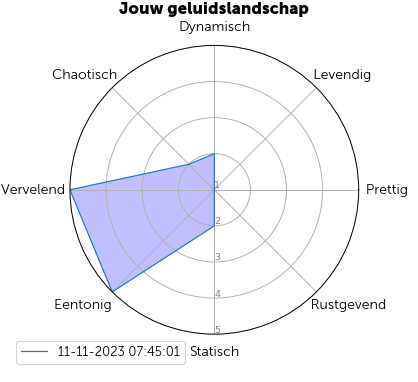 Jouw geluidslandschap
Dynamisch
Chaotisch
Levendig
Vervelend
1
Prettig
2
3
4
Eentonig
Rustgevend
5
11-11-2023 07:45:01
Statisch